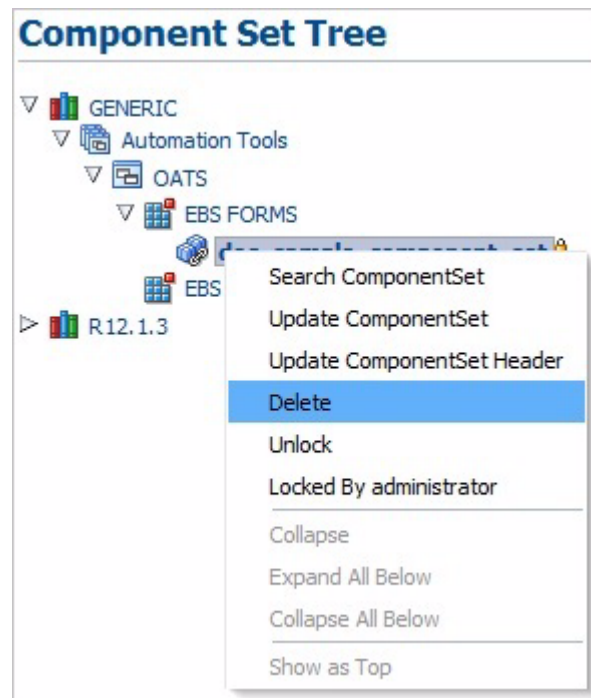 Component Set Tree
GENERIC
Automation Tools
OATS
EBS FORMS
EBS
R12.1.3
Search ComponentSet
Update ComponentSet
Update ComponentSet Header
Delete
Unlock
Locked By administrator
Collapse
Expand All Below
Collapse All Below
Show as Top